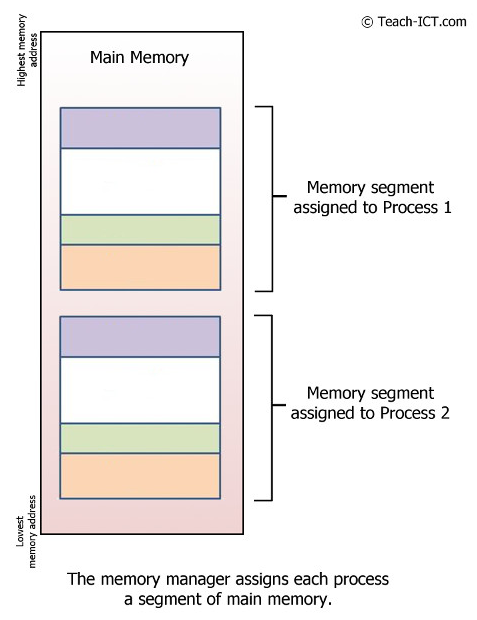 © Teach-ICT.com
Highest memory
address
Main Memory
Memory segment
assigned to Process 1
Memory segment
assigned to Process 2
Lowest
memory address
The memory manager assigns each process
a segment of main memory.